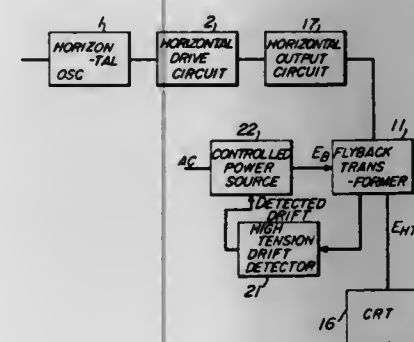 1
HORIZON
-TAL
OSC
2
HORIZONTAL
DRIVE
CIRCUIT
17
HORIZONTAL
OUTPUT
CIRCUIT
22
AC
CONTROLLED
POWER
SOURCE
EB
11
FLYBACK
TRANS
-FORMER
DETECTED
DRIFT
HIGH
TENSION
DRIFT
DETECTOR
21
EHT
16
CRT